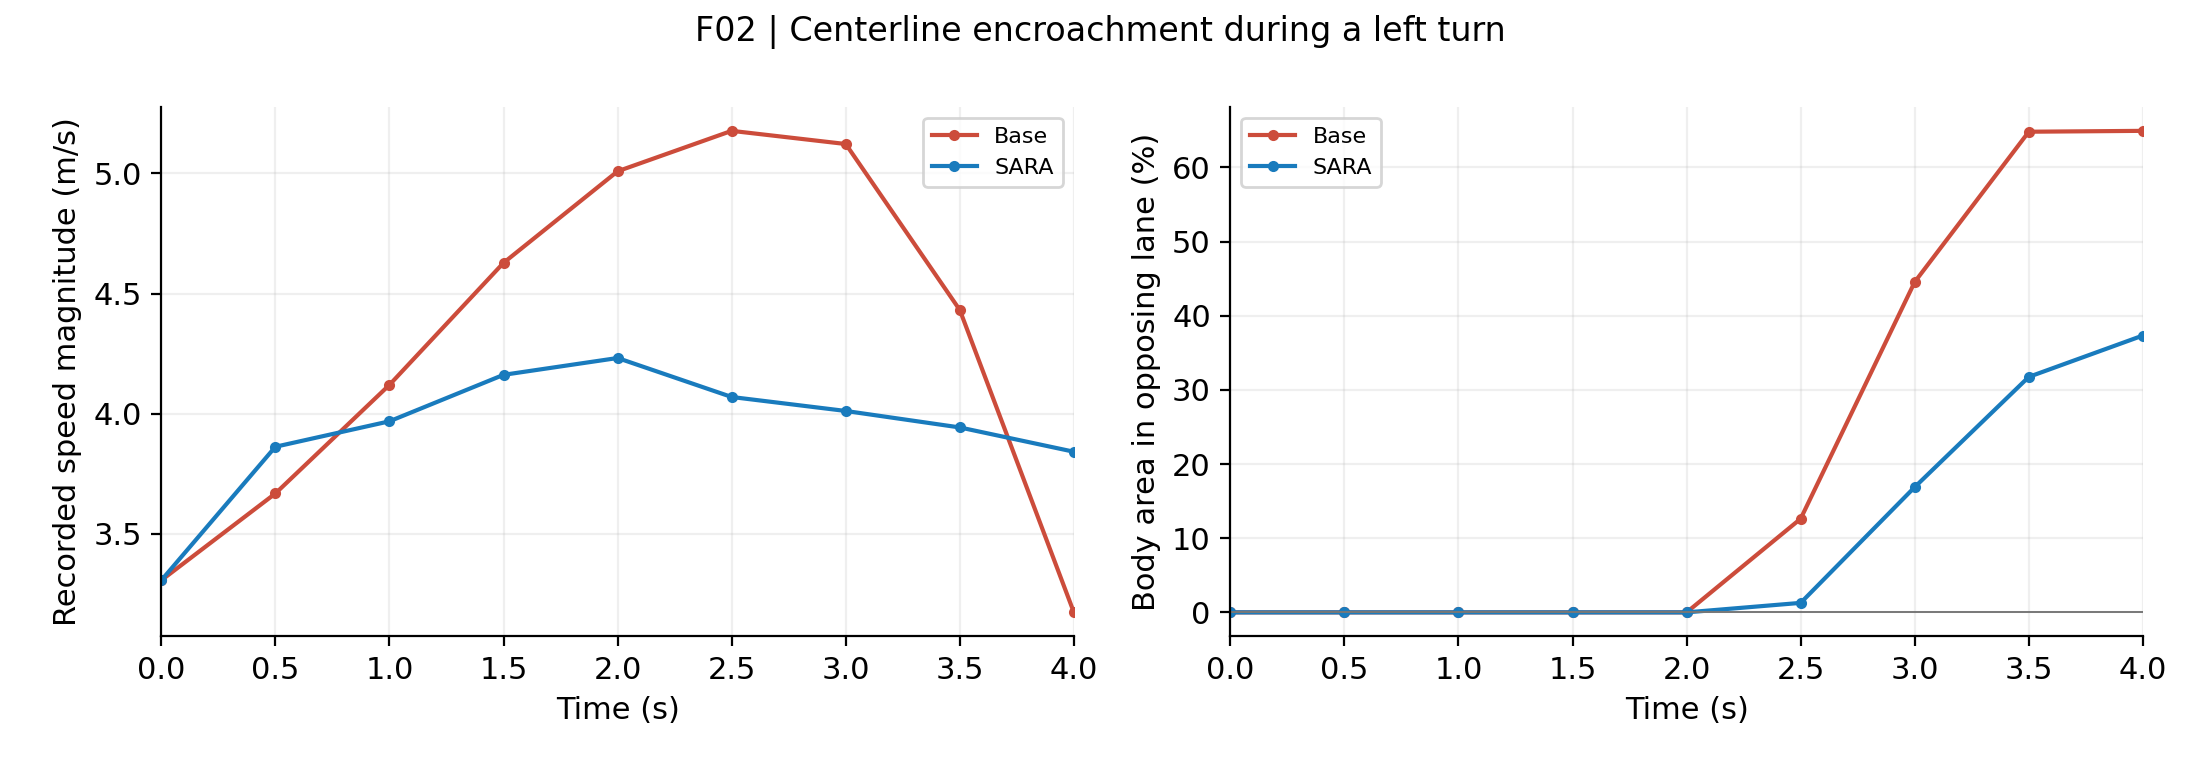 F02 | Centerline encroachment during a left turn
Recorded speed magnitude (m/s)
5.0
4.5
4.0
3.5
Base
SARA
0.0 0.5 1.0 1.5 2.0 2.5 3.0 3.5 4.0
Time (s)
Body area in opposing lane (%)
60
50
40
30
20
10
0
Base
SARA
0.0 0.5 1.0 1.5 2.0 2.5 3.0 3.5 4.0
Time (s)